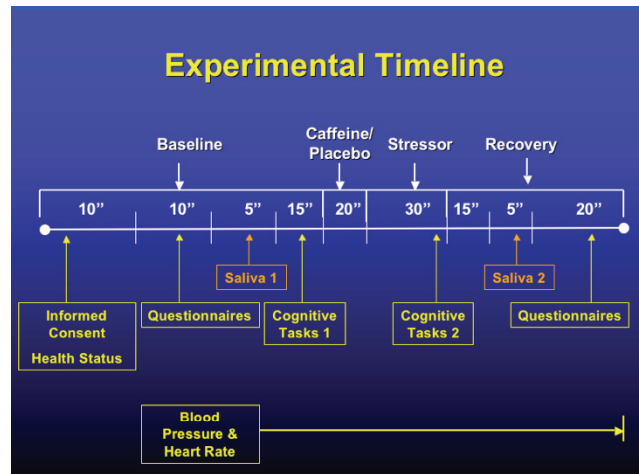 Experimental Timeline
Caffeine/
Baseline
Placebo
Stressor
Recovery
10” 10” 5” 15” 20” 30” 15” 5” 20”
Saliva 1
Saliva 2
Informed
Consent
Health Status
Questionnaires
Cognitive
Tasks 1
Cognitive
Tasks 2
Questionnaires
Blood
Pressure &
Heart Rate